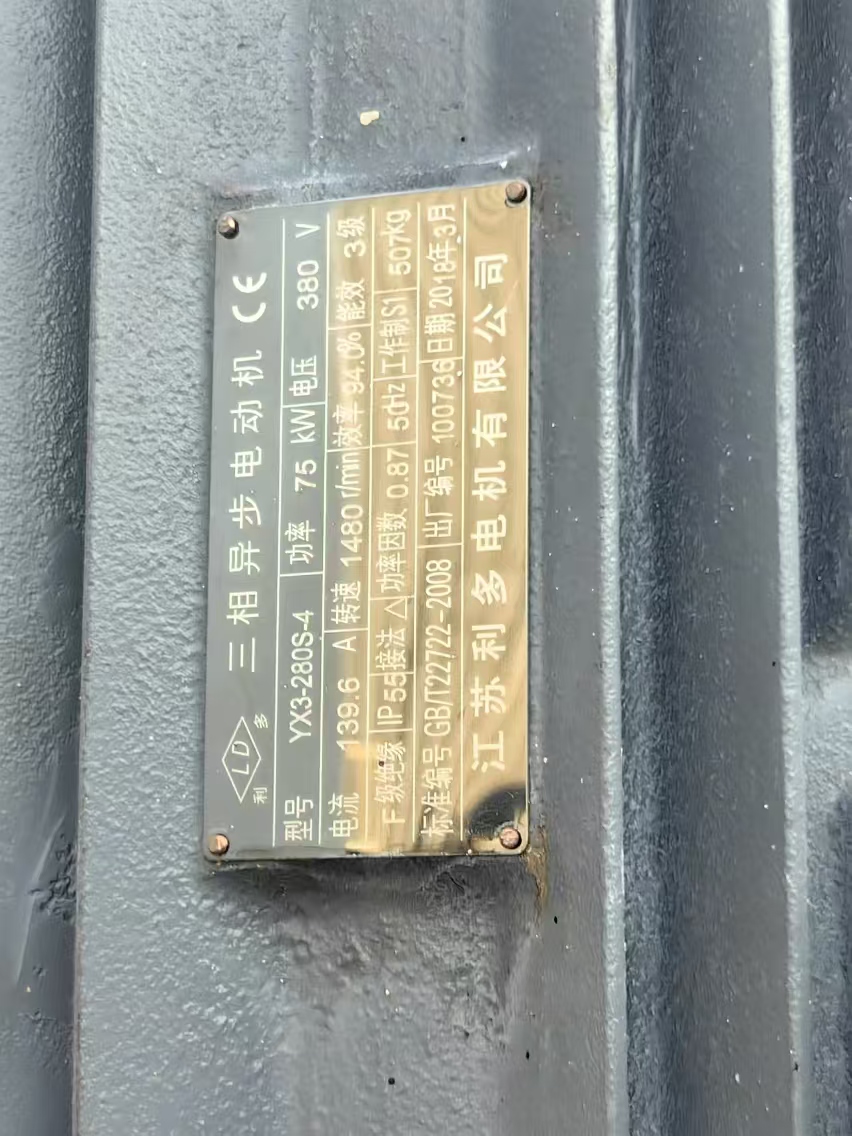 LD 利多 三相异步电动机 CE
型号 YX3-280S-4 功率 75 kW 电压 380 V
电流 139.6 A 转速 1480 r/min 效率 94.0% 能效 3级
F级绝缘 IP 55 接法 △ 功率因数 0.87 50Hz 工作制S1 507kg
标准编号 GB/T22722-2008 出厂编号 100736 日期 2018年3月
江苏利多电机有限公司